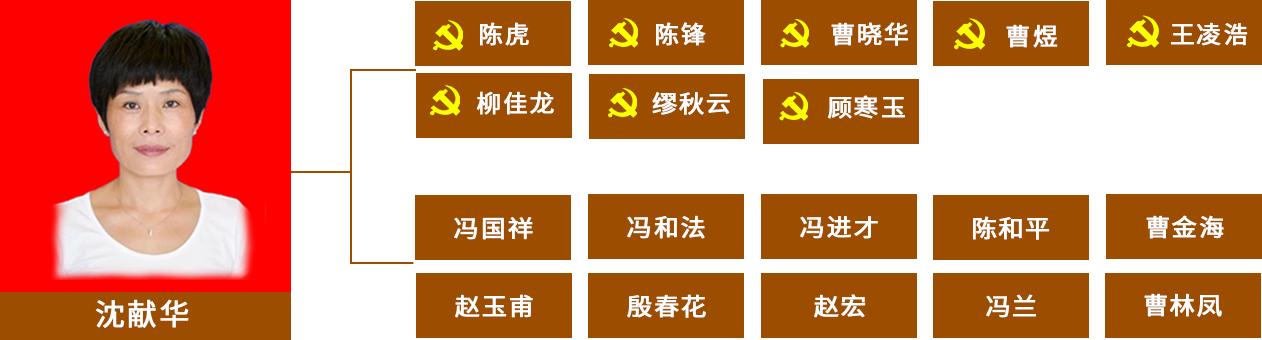 陈虎 陈锋 曹晓华 曹煜 王凌浩
柳佳龙 缪秋云 顾寒玉
冯国祥 冯和法 冯进才 陈和平 曹金海
赵玉甫 殷春花 赵宏 冯兰 曹林凤
沈献华